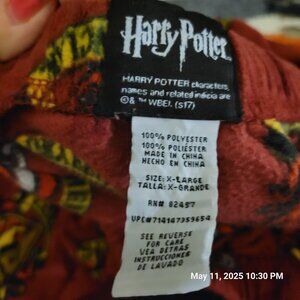 Harry Potter
HARRY POTTER characters,
names and related indicia are
©& ™ WBEI. (s17)
100% POLYESTER
100% POLIÉSTER
MADE IN CHINA
HECHO EN CHINA
SIZE: X-LARGE
TALLA: X-GRANDE
RN# 82457
UPC#714167359654
SEE REVERSE
FOR CARE
VEA DETRAS
INSTRUCCIONES
DE LAVADO
May 11, 2025 10:30 PM